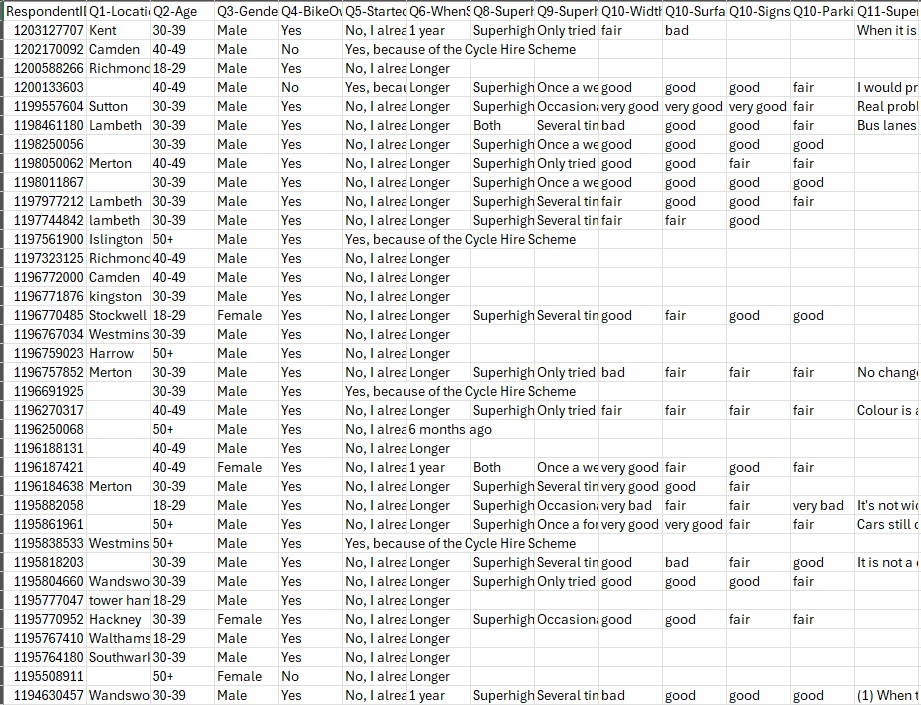 RespondentI Q1-Locati Q2-Age Q3-Gende Q4-BikeOv Q5-Started Q6-WhenS Q8-Superh Q9-Superh Q10-Width Q10-Surfa Q10-Signs Q10-Parki Q11-Super
1203127707 Kent 30-39 Male Yes No, I alrea 1 year Superhigh Only tried fair bad When it is
1202170092 Camden 40-49 Male No Yes, because of the Cycle Hire Scheme
1200588266 Richmond 18-29 Male Yes No, I alrea Longer
1200133603 40-49 Male No Yes, becau Longer Superhigh Once a we good good good fair I would pr
1199557604 Sutton 30-39 Male Yes No, I alrea Longer Superhigh Occasiona very good very good very good fair Real probl
1198461180 Lambeth 30-39 Male Yes No, I alrea Longer Both Several tin bad good good fair Bus lanes
1198250056 30-39 Male Yes No, I alrea Longer Superhigh Once a we good good good good
1198050062 Merton 40-49 Male Yes No, I alrea Longer Superhigh Only tried good good fair fair
1198011867 30-39 Male Yes No, I alrea Longer Superhigh Once a we good good good good
1197977212 Lambeth 30-39 Male Yes No, I alrea Longer Superhigh Several tin fair good good fair
1197744842 lambeth 30-39 Male Yes No, I alrea Longer Superhigh Several tin fair fair good
1197561900 Islington 50+ Male Yes Yes, because of the Cycle Hire Scheme
1197323125 Richmond 40-49 Male Yes No, I alrea Longer
1196772000 Camden 40-49 Male Yes No, I alrea Longer
1196771876 kingston 30-39 Male Yes No, I alrea Longer
1196770485 Stockwell 18-29 Female Yes No, I alrea Longer Superhigh Several tin good fair good good
1196767034 Westmins 30-39 Male Yes No, I alrea Longer
1196759023 Harrow 50+ Male Yes No, I alrea Longer
1196757852 Merton 30-39 Male Yes No, I alrea Longer Superhigh Only tried bad fair fair fair No change
1196691925 30-39 Male Yes Yes, because of the Cycle Hire Scheme
1196270317 40-49 Male Yes No, I alrea Longer Superhigh Only tried fair fair fair fair Colour is a
1196250068 50+ Male Yes No, I alrea 6 months ago
1196188131 40-49 Male Yes No, I alrea Longer
1196187421 40-49 Female Yes No, I alrea 1 year Both Once a we very good fair good fair
1196184638 Merton 30-39 Male Yes No, I alrea Longer Superhigh Several tin very good good fair
1195882058 18-29 Male Yes No, I alrea Longer Superhigh Occasiona very bad fair fair very bad It's not wid
1195861961 50+ Male Yes No, I alrea Longer Superhigh Once a for very good very good fair fair Cars still c
1195838533 Westmins 50+ Male Yes Yes, because of the Cycle Hire Scheme
1195818203 30-39 Male Yes No, I alrea Longer Superhigh Several tin good bad fair good It is not a c
1195804660 Wandswo 30-39 Male Yes No, I alrea Longer Superhigh Only tried good good good fair
1195777047 tower ham 18-29 Male Yes No, I alrea Longer
1195770952 Hackney 30-39 Female Yes No, I alrea Longer Superhigh Occasiona good good fair fair
1195767410 Walthams 18-29 Male Yes No, I alrea Longer
1195764180 Southwark 30-39 Male Yes No, I alrea Longer
1195508911 50+ Female No No, I alrea Longer
1194630457 Wandswo 30-39 Male Yes No, I alrea 1 year Superhigh Several tin bad good good good (1) When t